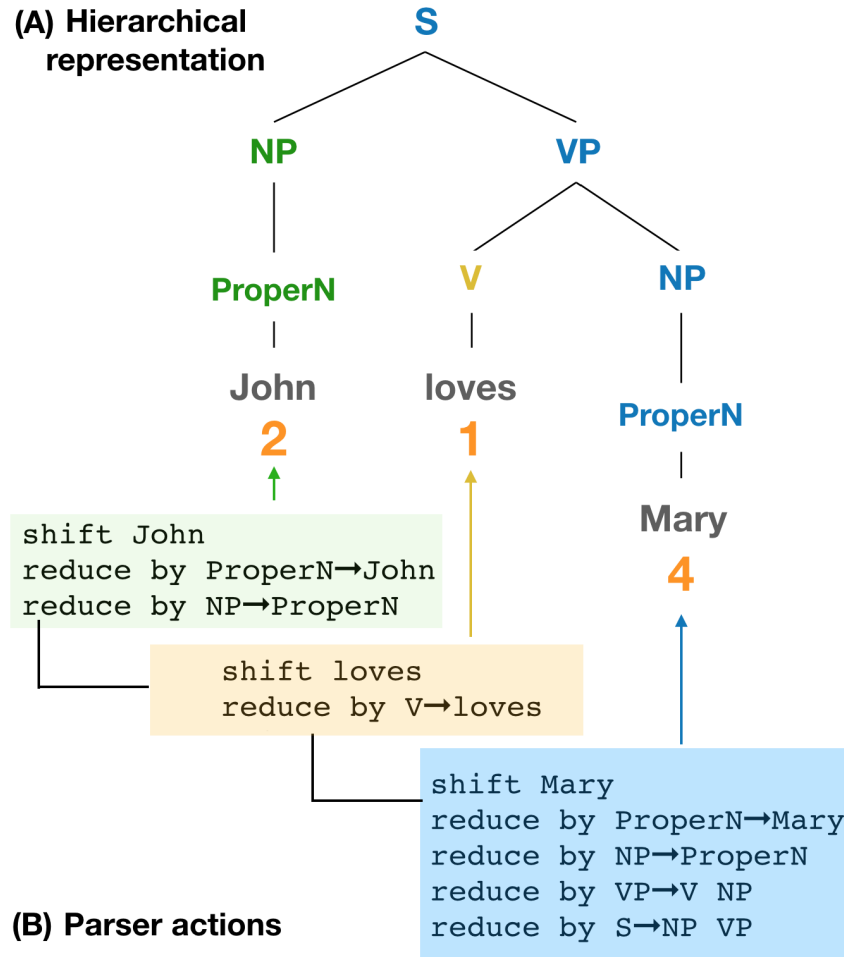 (A) Hierarchical
representation
S
NP VP
ProperN V NP
John loves ProperN
2 1 Mary
4
shift John
reduce by ProperN→John
reduce by NP→ProperN
shift loves
reduce by V→loves
shift Mary
reduce by ProperN→Mary
reduce by NP→ProperN
reduce by VP→V NP
reduce by S→NP VP
(B) Parser actions